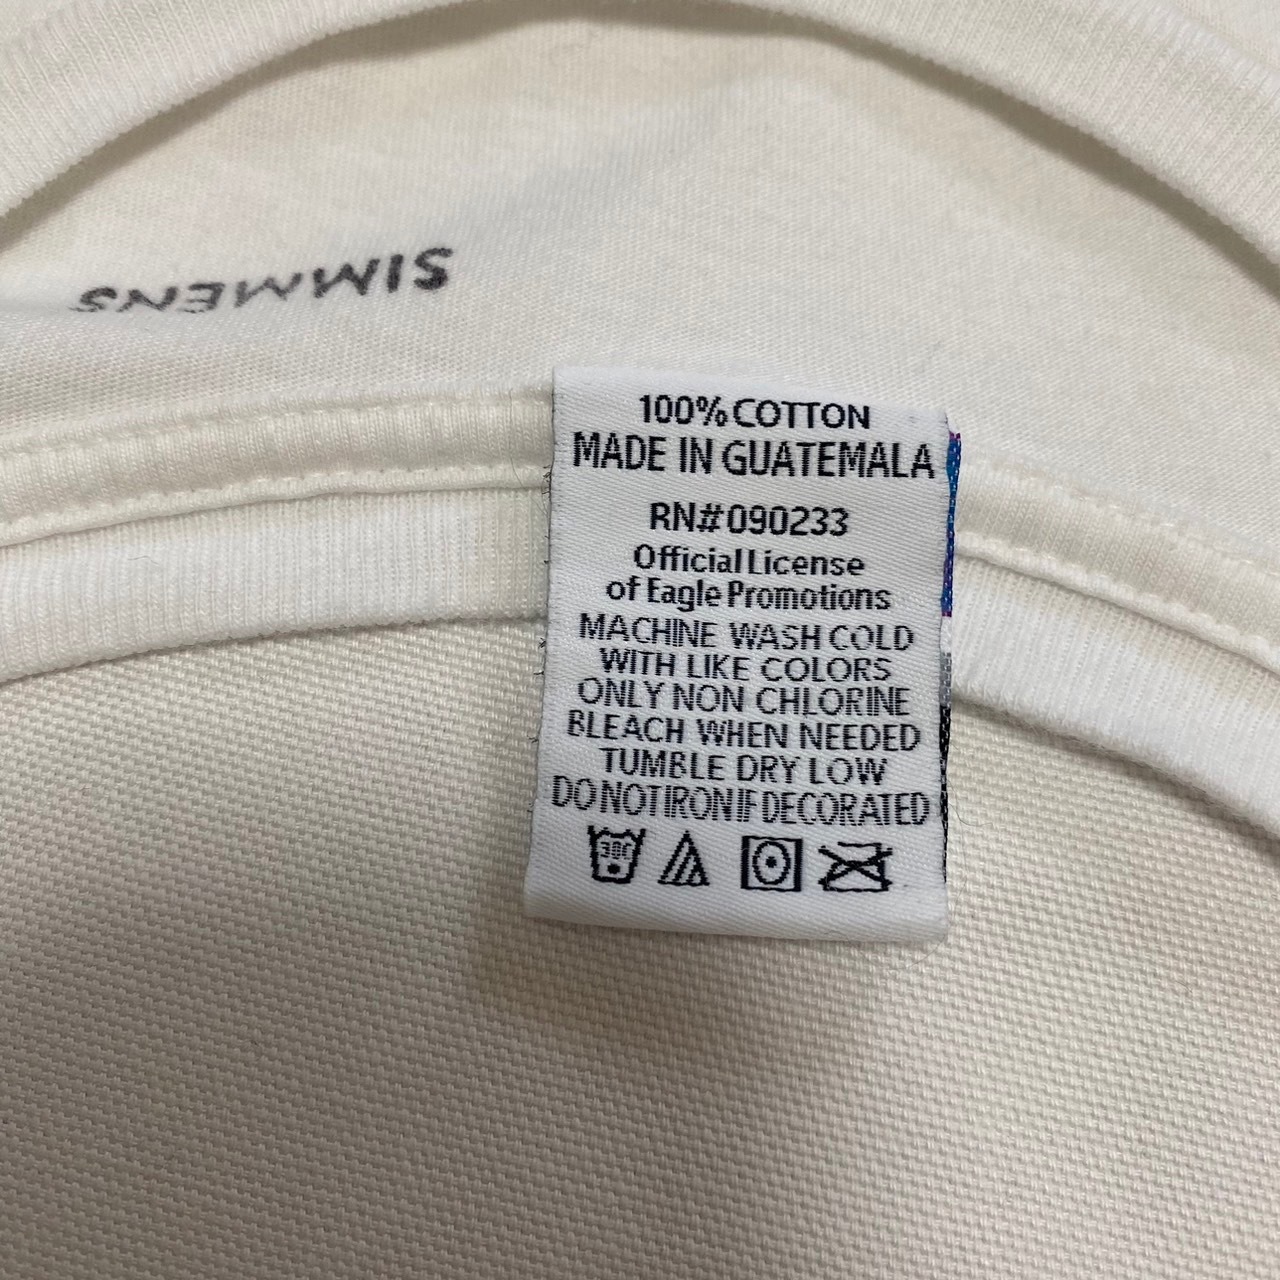 SIMMENS
100% COTTON
MADE IN GUATEMALA
RN# 090233
Official License
of Eagle Promotions
MACHINE WASH COLD
WITH LIKE COLORS
ONLY NON CHLORINE
BLEACH WHEN NEEDED
TUMBLE DRY LOW
DO NOT IRON IF DECORATED
30C